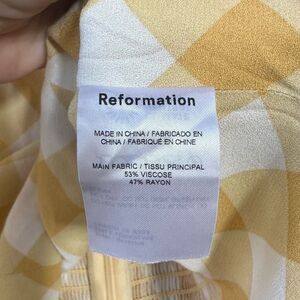 Reformation
MADE IN CHINA / FABRICADO EN
CHINA / FABRIQUÉ EN CHINE
MAIN FABRIC / TISSU PRINCIPAL
53% VISCOSE
47% RAYON